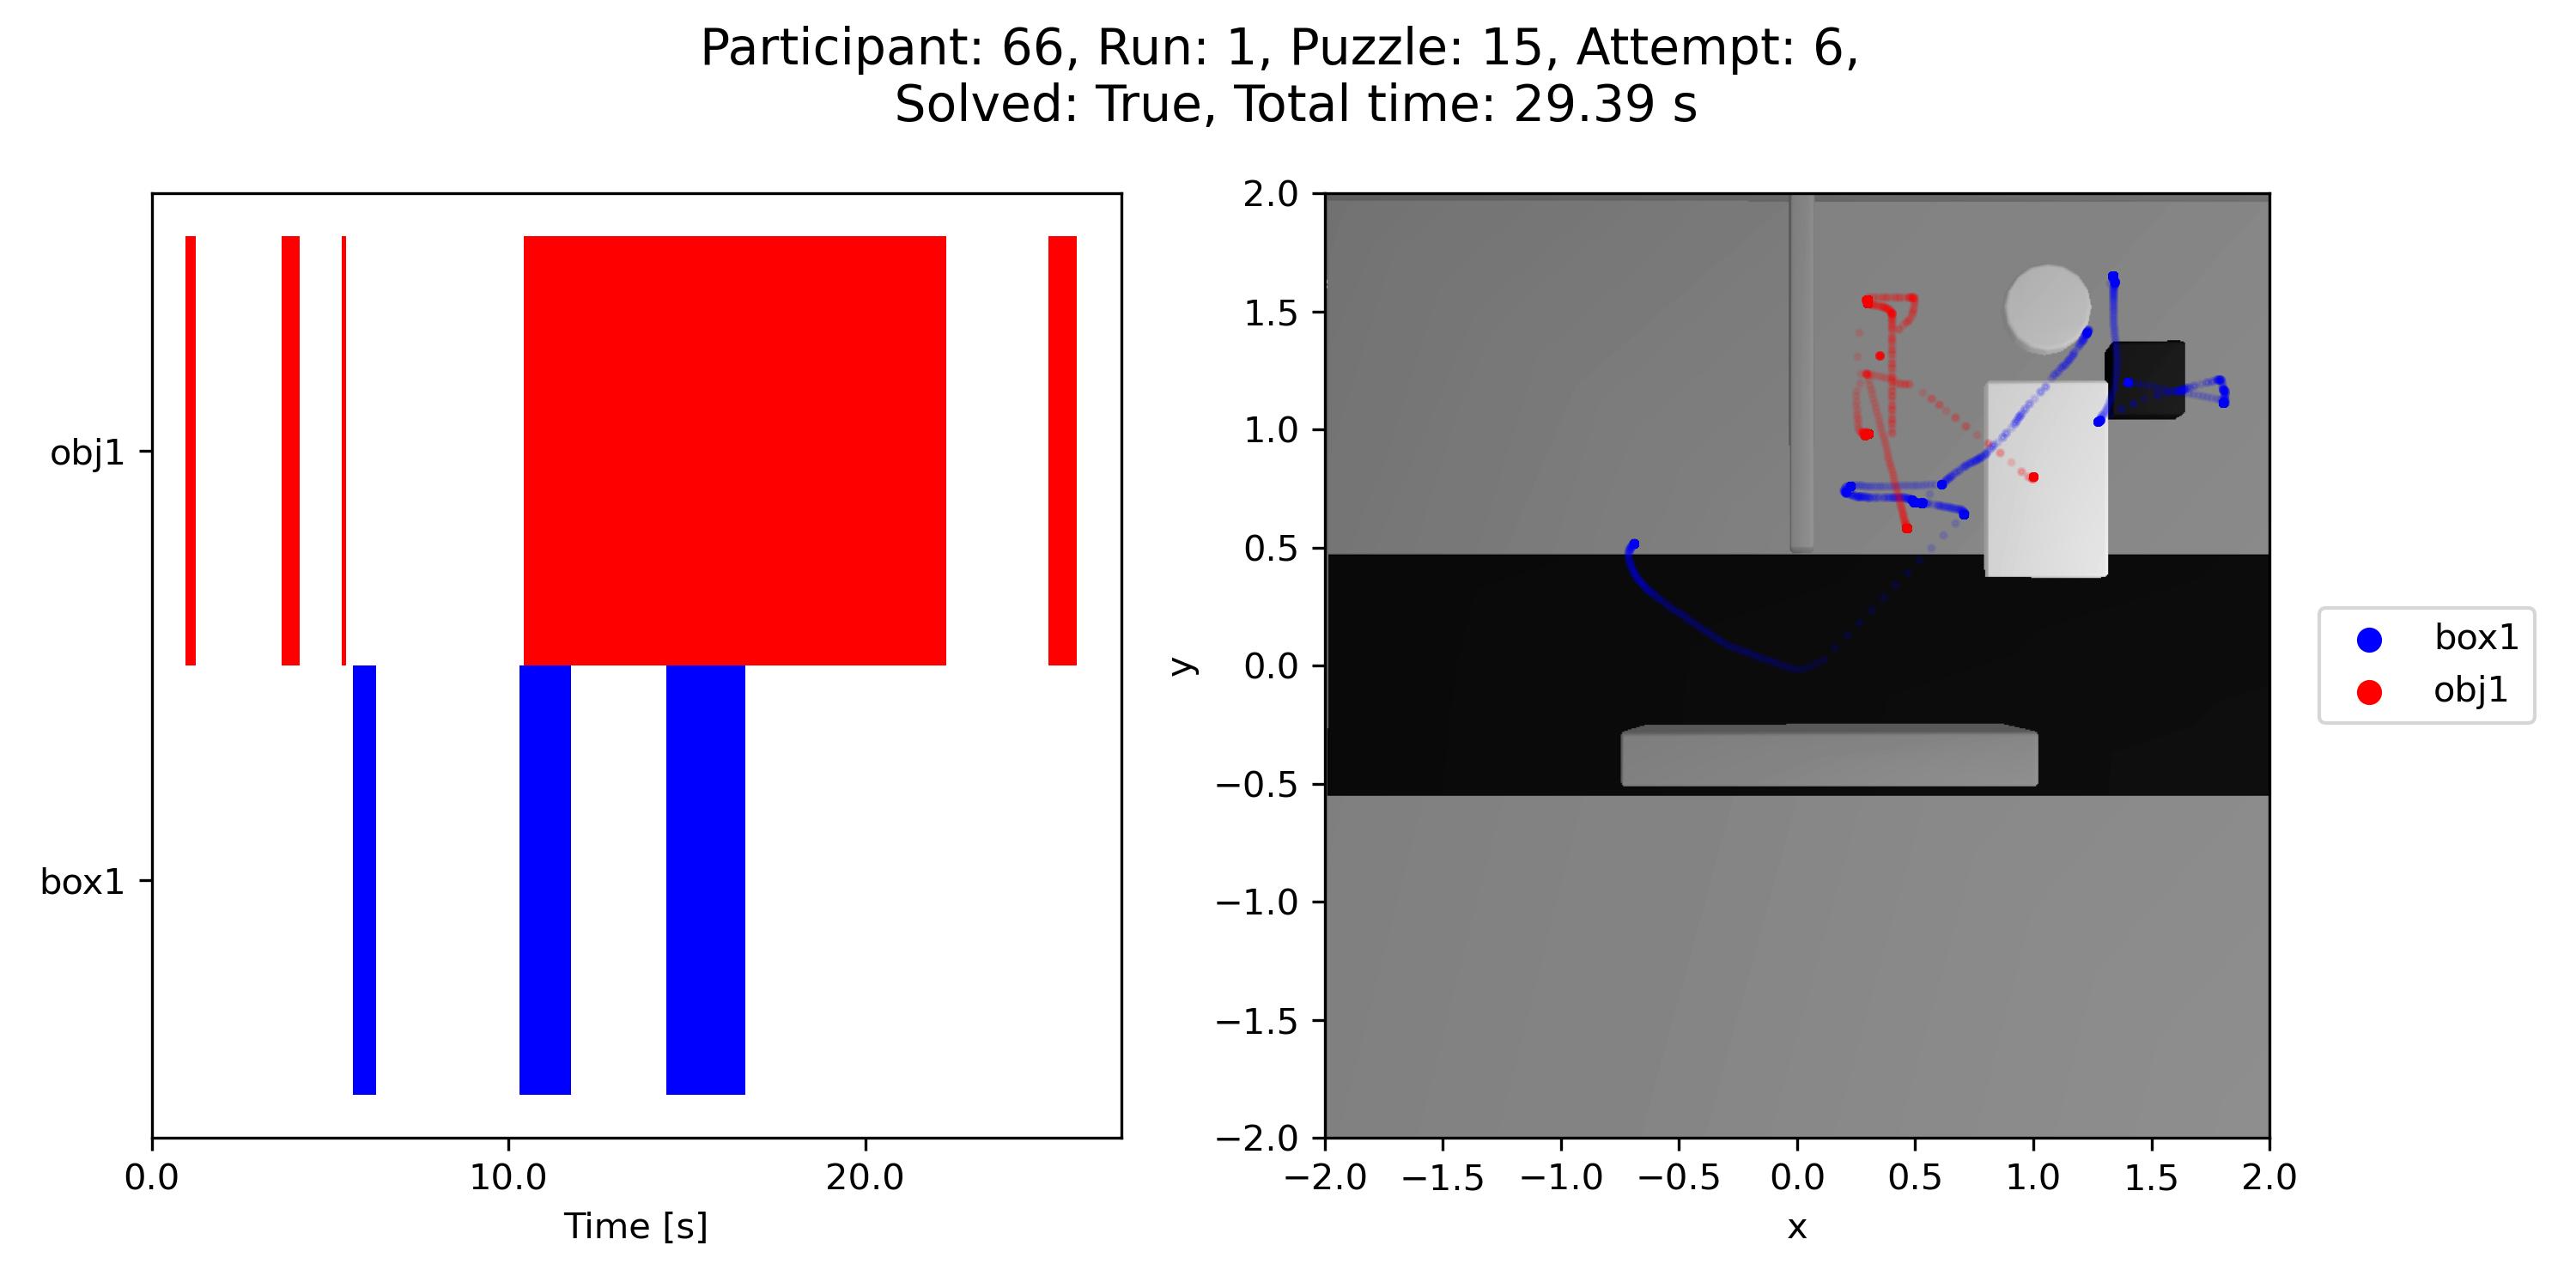 Participant: 66, Run: 1, Puzzle: 15, Attempt: 6,
Solved: True, Total time: 29.39 s
obj1
box1
0.0 10.0 20.0
Time [s]
2.0
1.5
1.0
0.5
0.0
−0.5
−1.0
−1.5
−2.0
y
−2.0 −1.5 −1.0 −0.5 0.0 0.5 1.0 1.5 2.0
x
box1
obj1